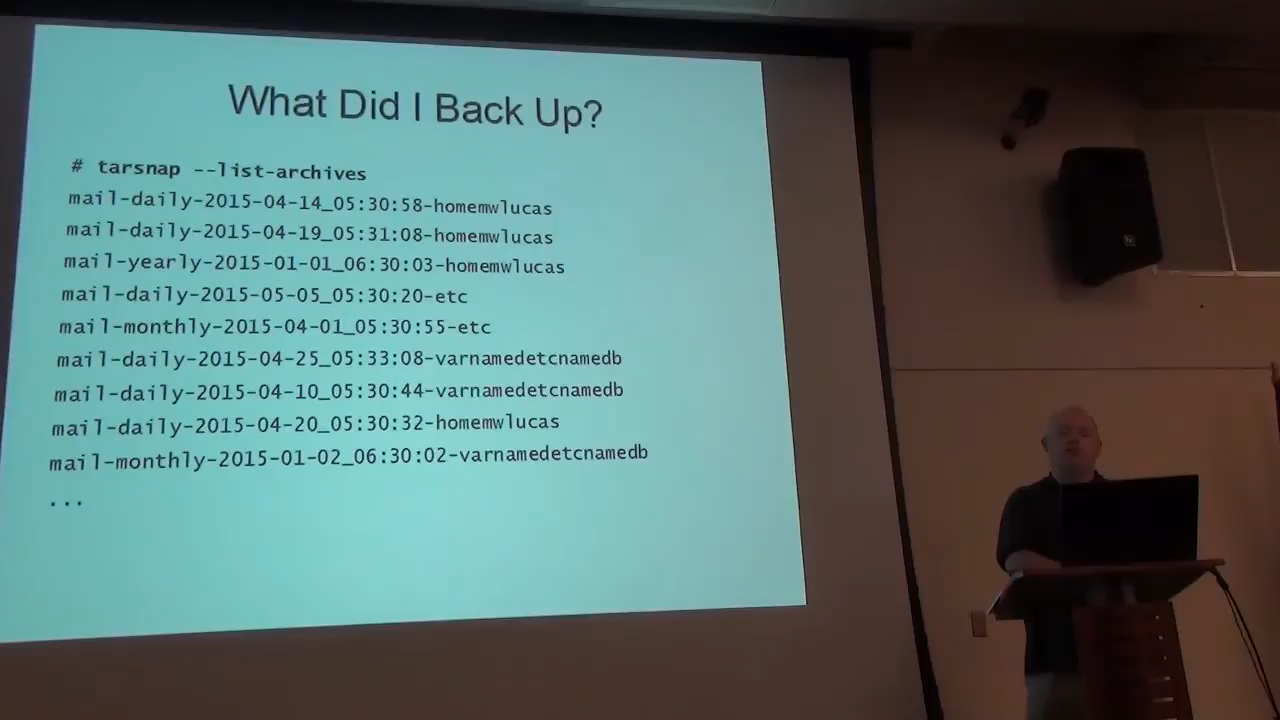 What Did I Back Up?
# tarsnap --list-archives
mail-daily-2015-04-14_05:30:58-homemwlucas
mail-daily-2015-04-19_05:31:08-homemwlucas
mail-yearly-2015-01-01_06:30:03-homemwlucas
mail-daily-2015-05-05_05:30:20-etc
mail-monthly-2015-04-01_05:30:55-etc
mail-daily-2015-04-25_05:33:08-varnamedetcnamedb
mail-daily-2015-04-10_05:30:44-varnamedetcnamedb
mail-daily-2015-04-20_05:30:32-homemwlucas
mail-monthly-2015-01-02_06:30:02-varnamedetcnamedb
...